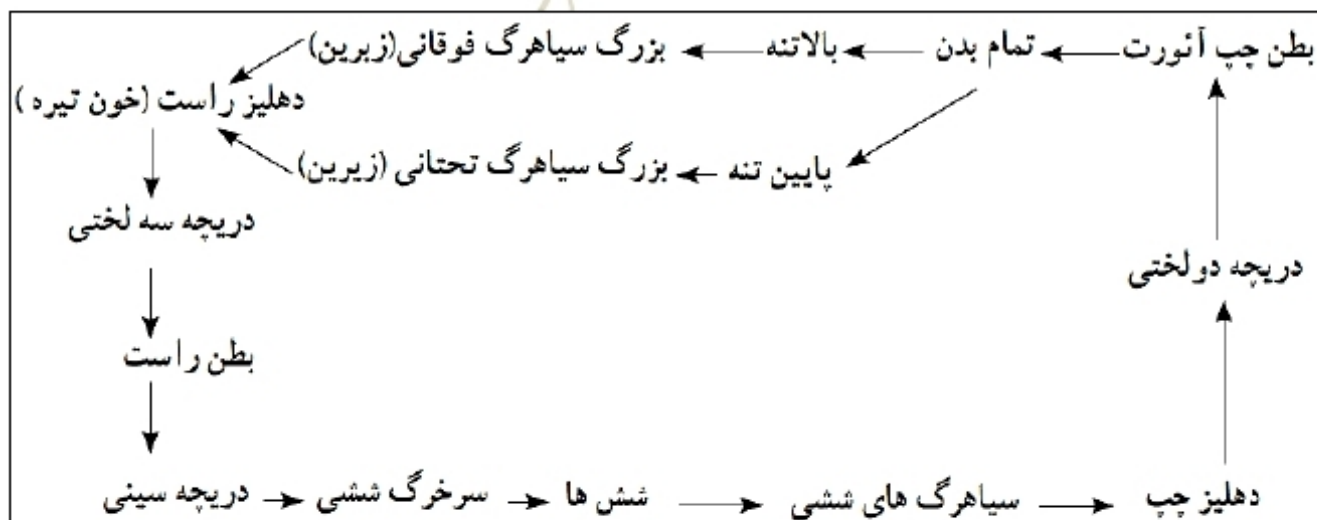 بطن چپ آئورت تمام بدن بالاتنه بزرگ سیاهرگ فوقانی(زبرین)
دهلیز راست (خون تیره )
پایین تنه بزرگ سیاهرگ تحتانی (زیرین)
دریچه سه لختی
دریچه دولختی
بطن راست
دریچه سینی سرخرگ ششی شش ها سیاهرگ های ششی دهلیز چپ